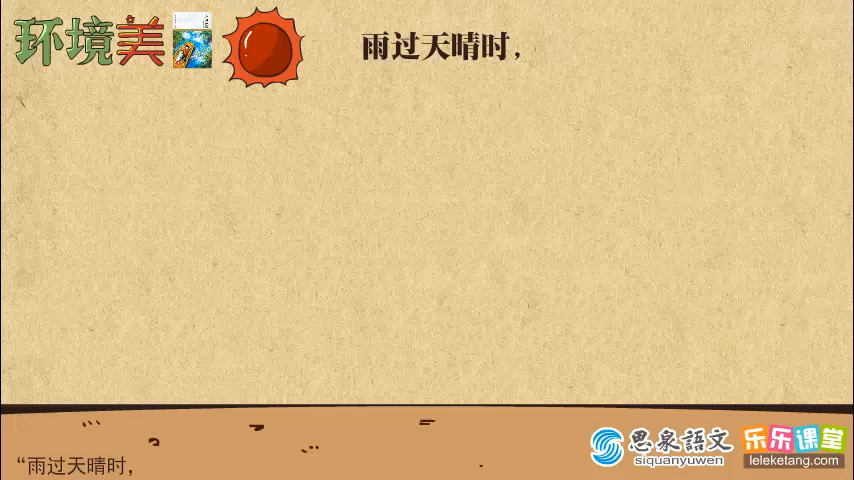 环境美
雨过天晴时，
“雨过天晴时，
思泉語文
siquanyuwen
乐乐课堂
leleketang.com